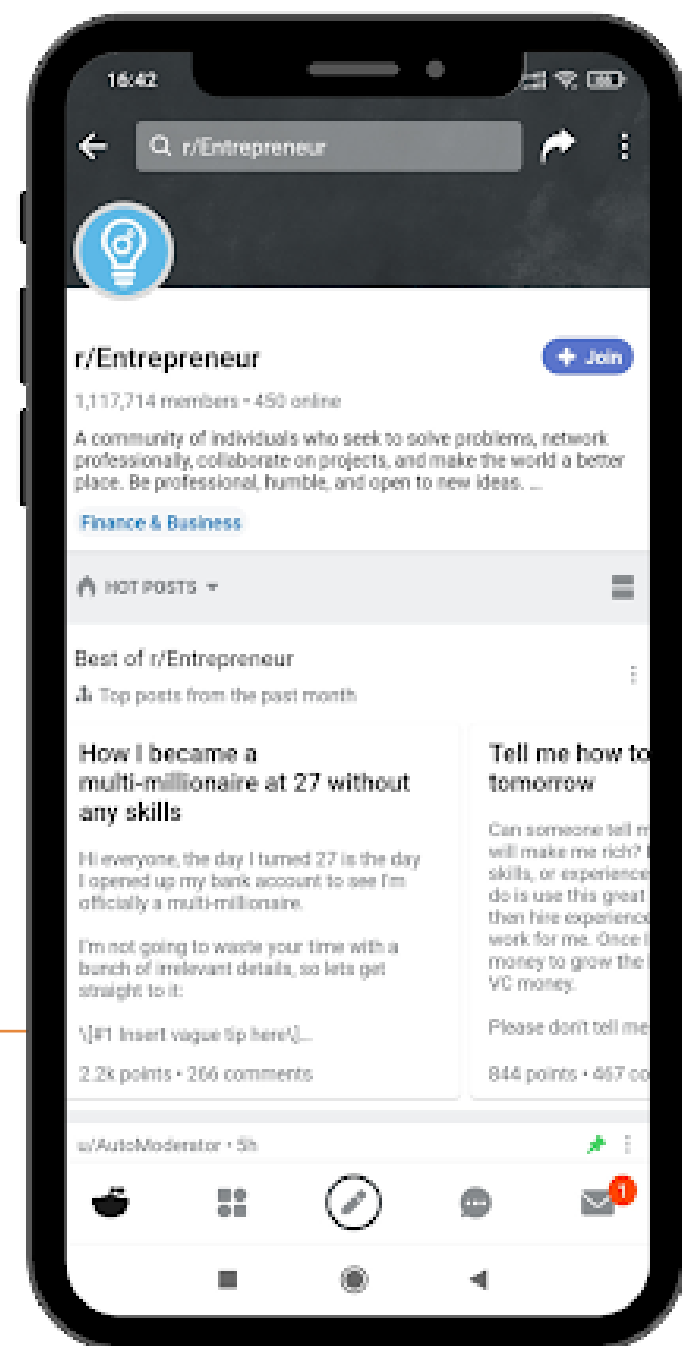 16:42
r/Entrepreneur
r/Entrepreneur
Join
1,117,714 members • 450 online
A community of individuals who seek to solve problems, network
professionally, collaborate on projects, and make the world a better
place. Be professional, humble, and open to new ideas. ...
Finance & Business
HOT POSTS
Best of r/Entrepreneur
Top posts from the past month
How I became a
multi-millionaire at 27 without
any skills
Hi everyone, the day I turned 27 is the day
I opened up my bank account to see I'm
officially a multi-millionaire.
I'm not going to waste your time with a
bunch of irrelevant details, so lets get
straight to it:
\[#1 Insert vague tip here\]...
2.2k points • 266 comments
Tell me how to
tomorrow
Can someone tell
will make me rich?
skills, or experience
do is use this great
then hire experience
work for me. Once
money to grow the
VC money.
Please don't tell me
844 points • 467 co
u/AutoModerator • 5h
1